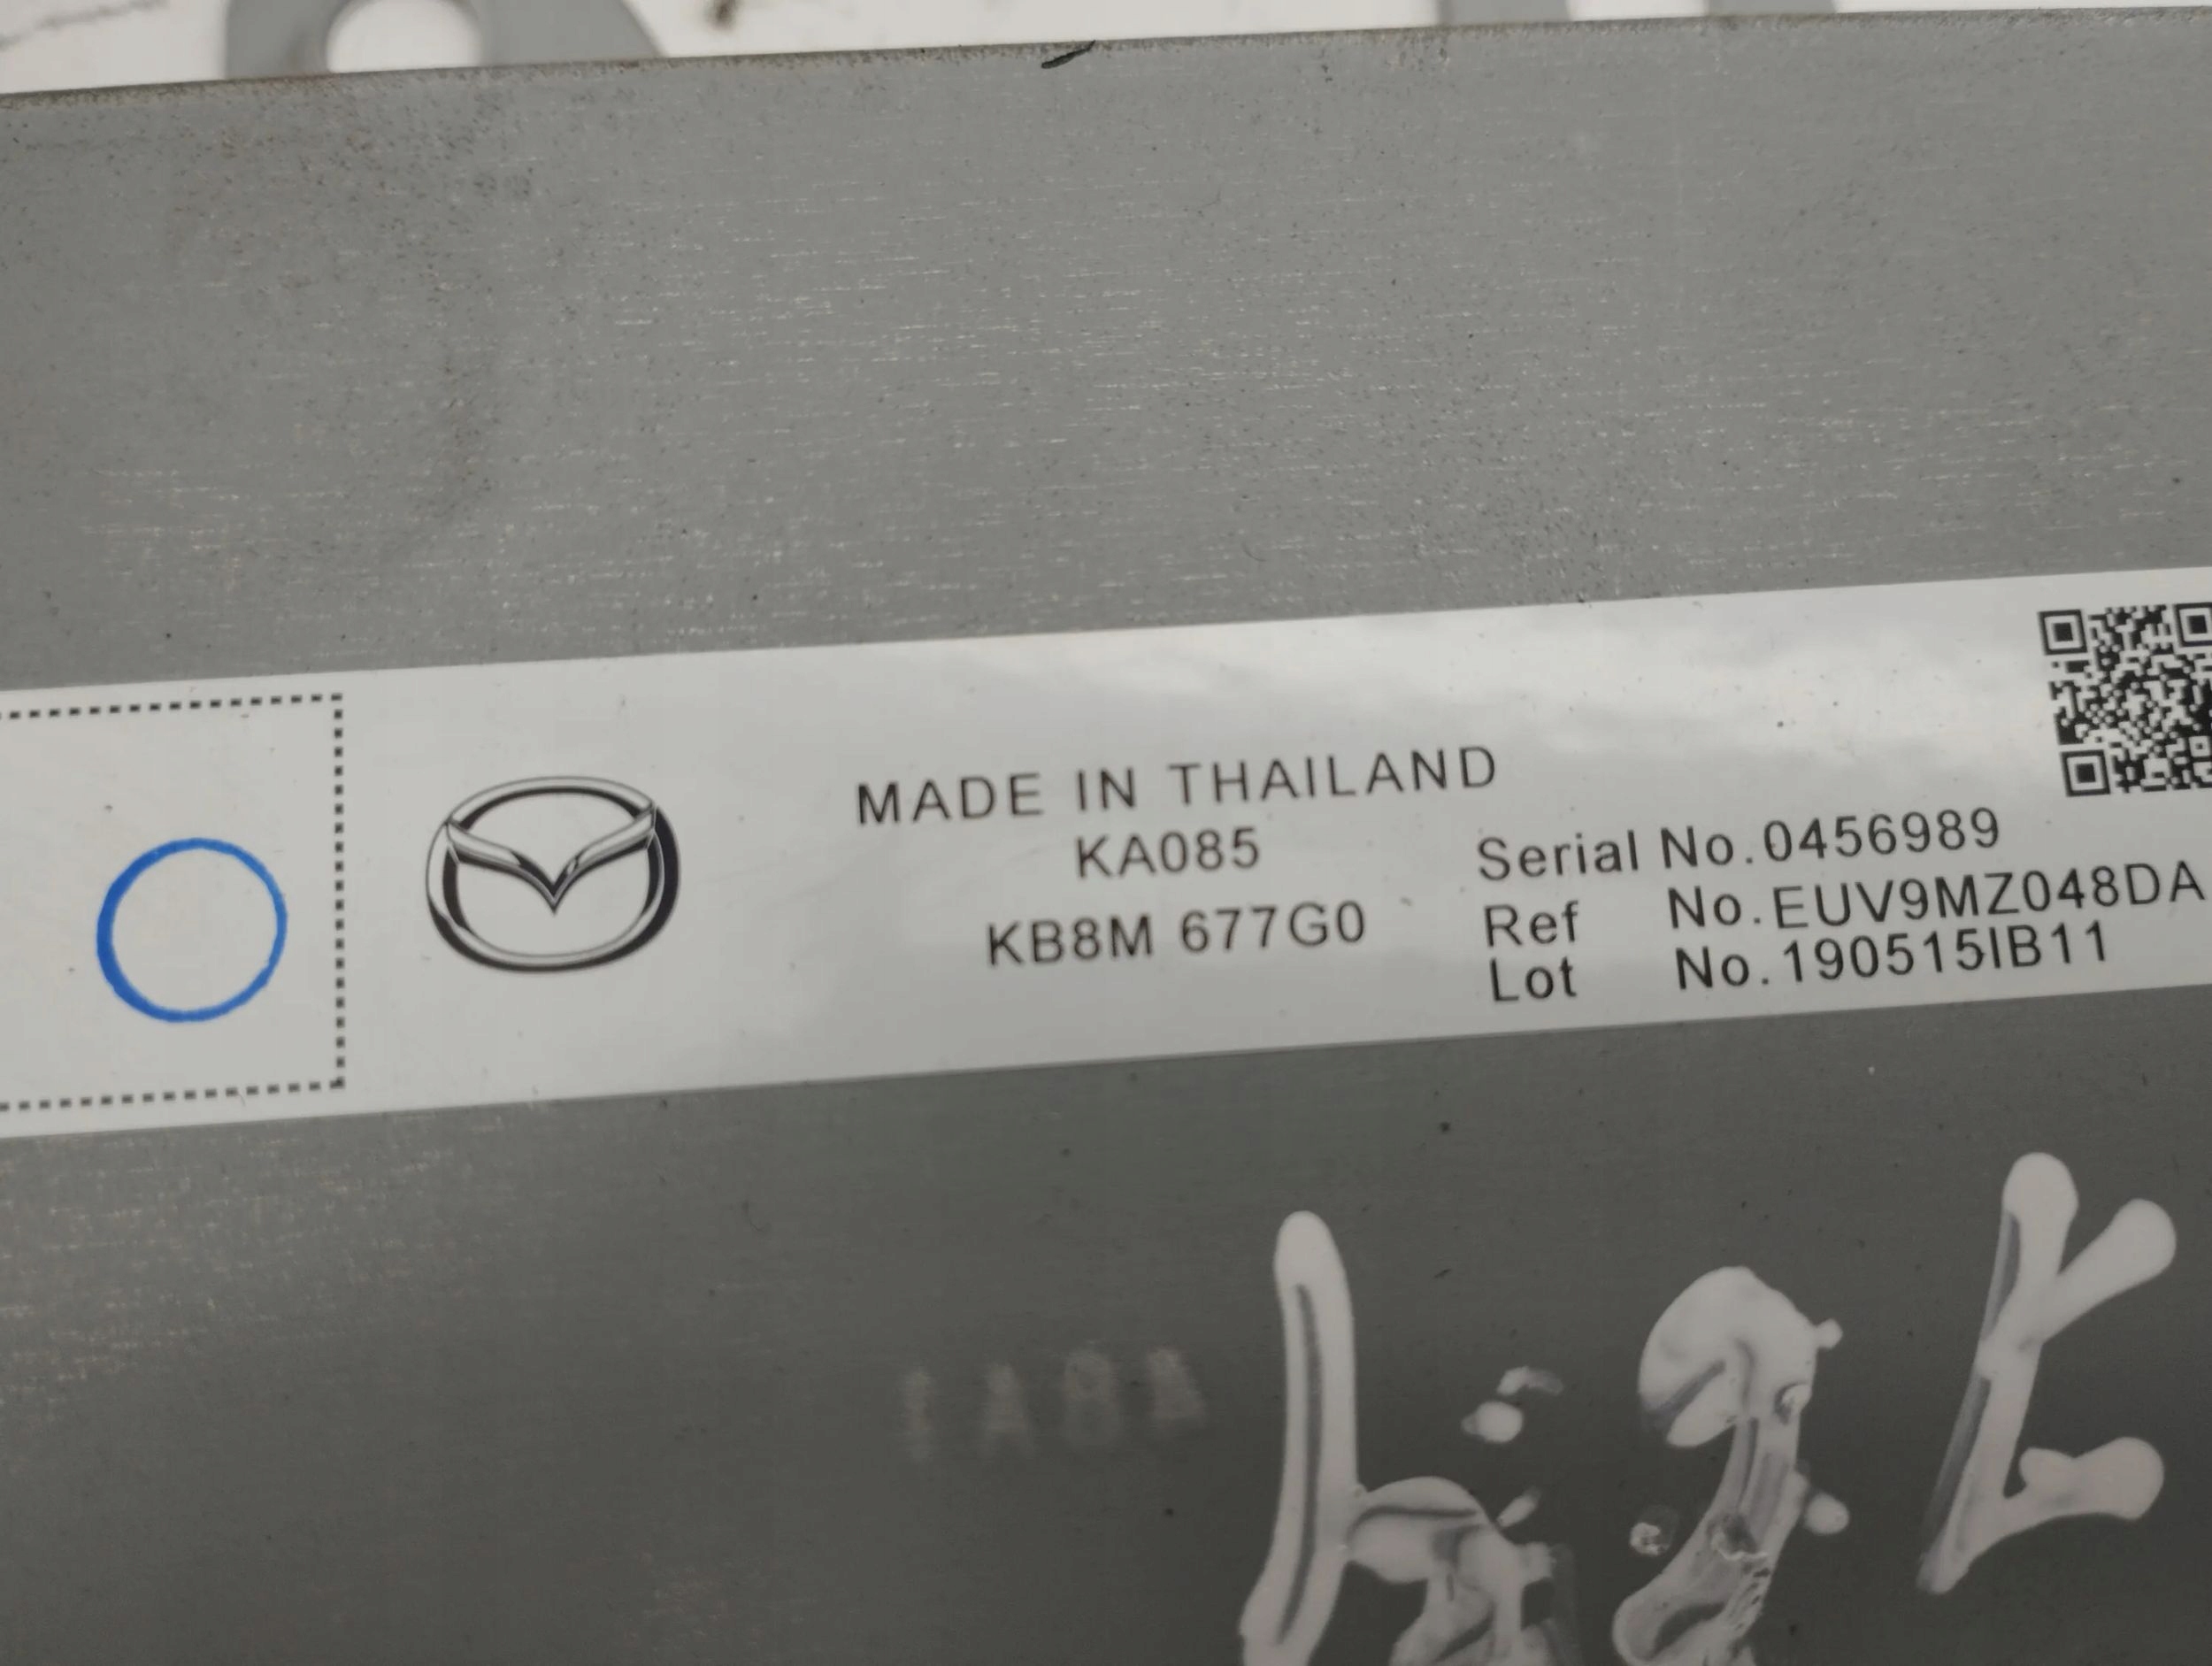 MADE IN THAILAND
KA085
KB8M 677G0
Serial No.0456989
Ref No.EUV9MZ048DA
Lot No.190515IB11